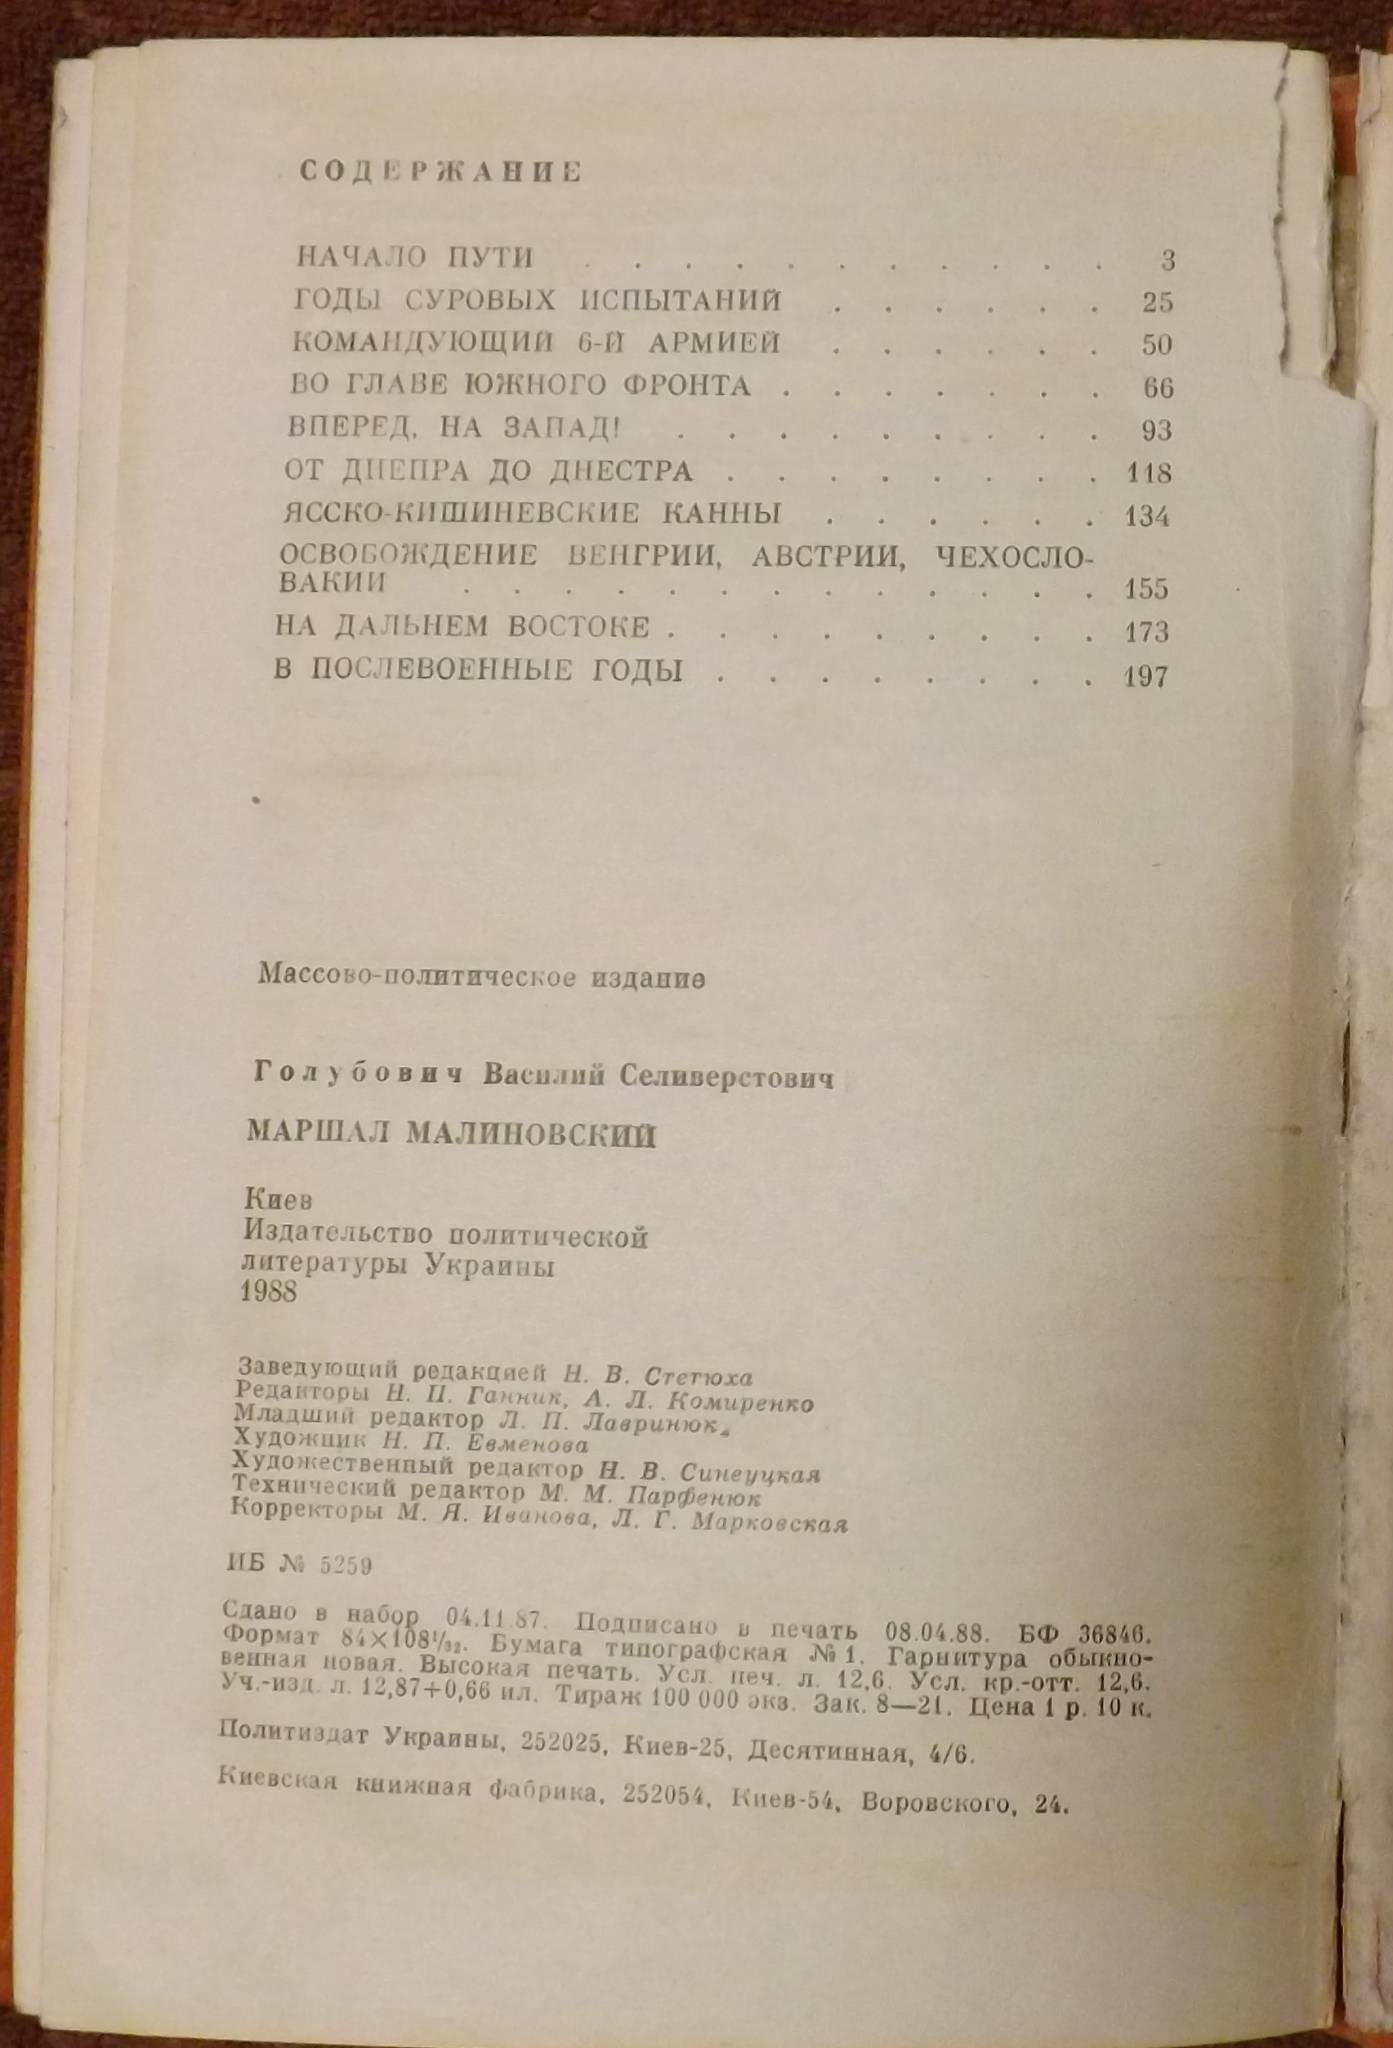 СОДЕРЖАНИЕ
НАЧАЛО ПУТИ . . . . . . . . . . . 3
ГОДЫ СУРОВЫХ ИСПЫТАНИЙ . . . . . . 25
КОМАНДУЮЩИЙ 6-Й АРМИЕЙ . . . . . . 50
ВО ГЛАВЕ ЮЖНОГО ФРОНТА . . . . . . . 66
ВПЕРЕД, НА ЗАПАД! . . . . . . . . . 93
ОТ ДНЕПРА ДО ДНЕСТРА . . . . . . . . 118
ЯССКО-КИШИНЕВСКИЕ КАННЫ . . . . . . 134
ОСВОБОЖДЕНИЕ ВЕНГРИИ, АВСТРИИ, ЧЕХОСЛО-
ВАКИИ . . . . . . . . . . . . . 155
НА ДАЛЬНЕМ ВОСТОКЕ . . . . . . . . . 173
В ПОСЛЕВОЕННЫЕ ГОДЫ . . . . . . . . 197
Массово-политическое издание
Голубович Василий Селиверстович
МАРШАЛ МАЛИНОВСКИЙ
Киев
Издательство политической
литературы Украины
1988
Заведующий редакцией Н. В. Стетюха
Редакторы Н. П. Ганник, А. Л. Комиренко
Младший редактор Л. П. Лавринюк
Художник Н. П. Евменова
Художественный редактор Н. В. Синеуцкая
Технический редактор М. М. Парфенюк
Корректоры М. Я. Иванова, Л. Г. Марковская
ИБ № 5259
Сдано в набор 04.11.87. Подписано в печать 08.04.88. БФ 36846.
Формат 84×108¹/₃₂. Бумага типографская № 1. Гарнитура обыкно-
венная новая. Высокая печать. Усл. печ. л. 12,6. Усл. кр.-отт. 12,6.
Уч.-изд. л. 12,87+0,66 ил. Тираж 100 000 экз. Зак. 8—21. Цена 1 р. 10 к.
Политиздат Украины, 252025, Киев-25, Десятинная, 4/6.
Киевская книжная фабрика, 252054, Киев-54, Воровского, 24.